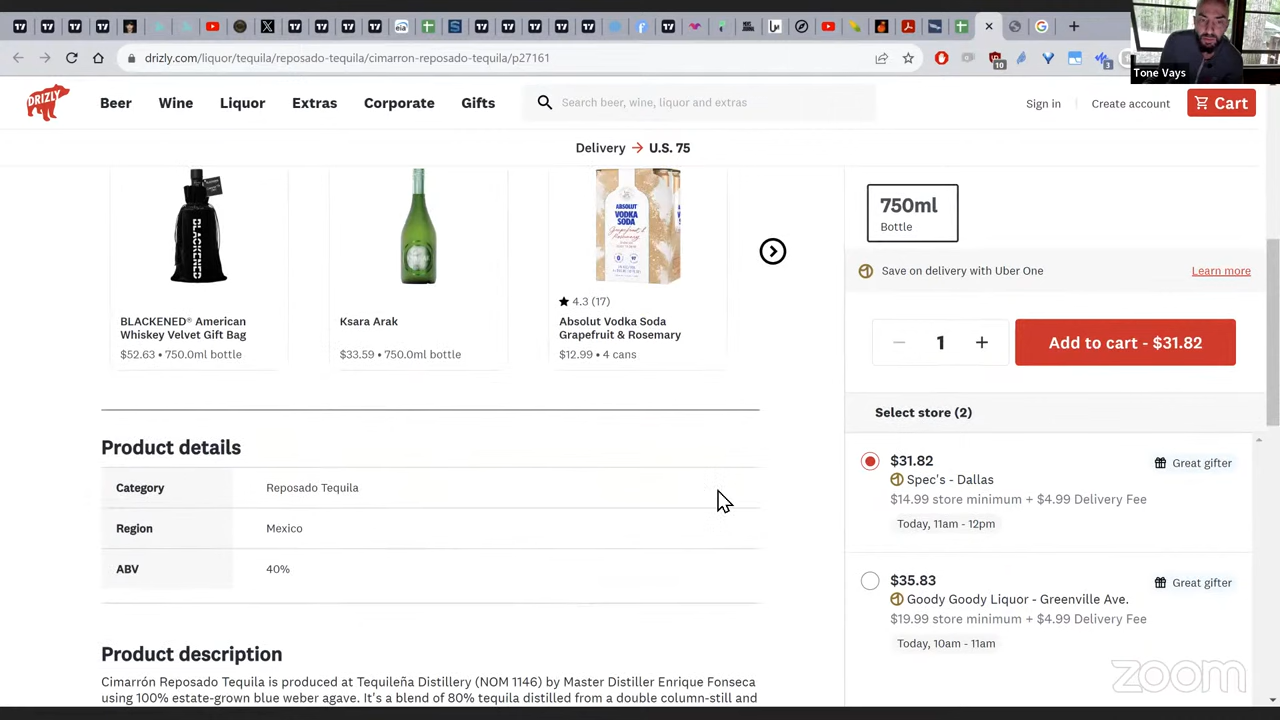 Tone Vays
drizly.com/liquor/tequila/reposado-tequila/cimarron-reposado-tequila/p27161
10
3
DRIZLY
Beer
Wine
Liquor
Extras
Corporate
Gifts
Search beer, wine, liquor and extras
Sign in
Create account
Cart
Delivery → U.S. 75
BLACKENED
ABSOLUT
VODKA
SODA
Grapefruit &
Rosemary
BLACKENED® American
Whiskey Velvet Gift Bag
$52.63 • 750.0ml bottle
Ksara Arak
$33.59 • 750.0ml bottle
4.3 (17)
Absolut Vodka Soda
Grapefruit & Rosemary
$12.99 • 4 cans
Product details
Category Reposado Tequila
Region Mexico
ABV 40%
Product description
Cimarrón Reposado Tequila is produced at Tequileña Distillery (NOM 1146) by Master Distiller Enrique Fonseca
using 100% estate-grown blue weber agave. It's a blend of 80% tequila distilled from a double column-still and
750ml
Bottle
Save on delivery with Uber One
Learn more
1
Add to cart - $31.82
Select store (2)
$31.82
Great gifter
Spec's - Dallas
$14.99 store minimum + $4.99 Delivery Fee
Today, 11am - 12pm
$35.83
Great gifter
Goody Goody Liquor - Greenville Ave.
$19.99 store minimum + $4.99 Delivery Fee
Today, 10am - 11am
zoom